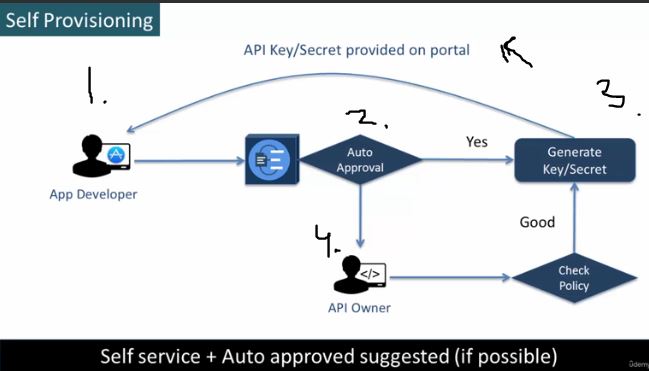 Self Provisioning
API Key/Secret provided on portal
1.
2.
3.
Auto
Approval
Yes
Generate
Key/Secret
App Developer
4.
</>
Good
API Owner
Check
Policy
Self service + Auto approved suggested (if possible)
ûdemy